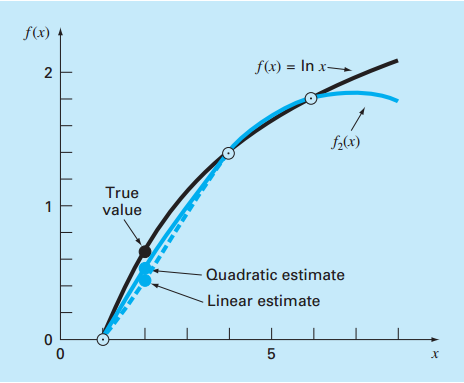 f(x)
f(x) = ln x
2
f₂(x)
True
value
1
Quadratic estimate
Linear estimate
0
0
5
x